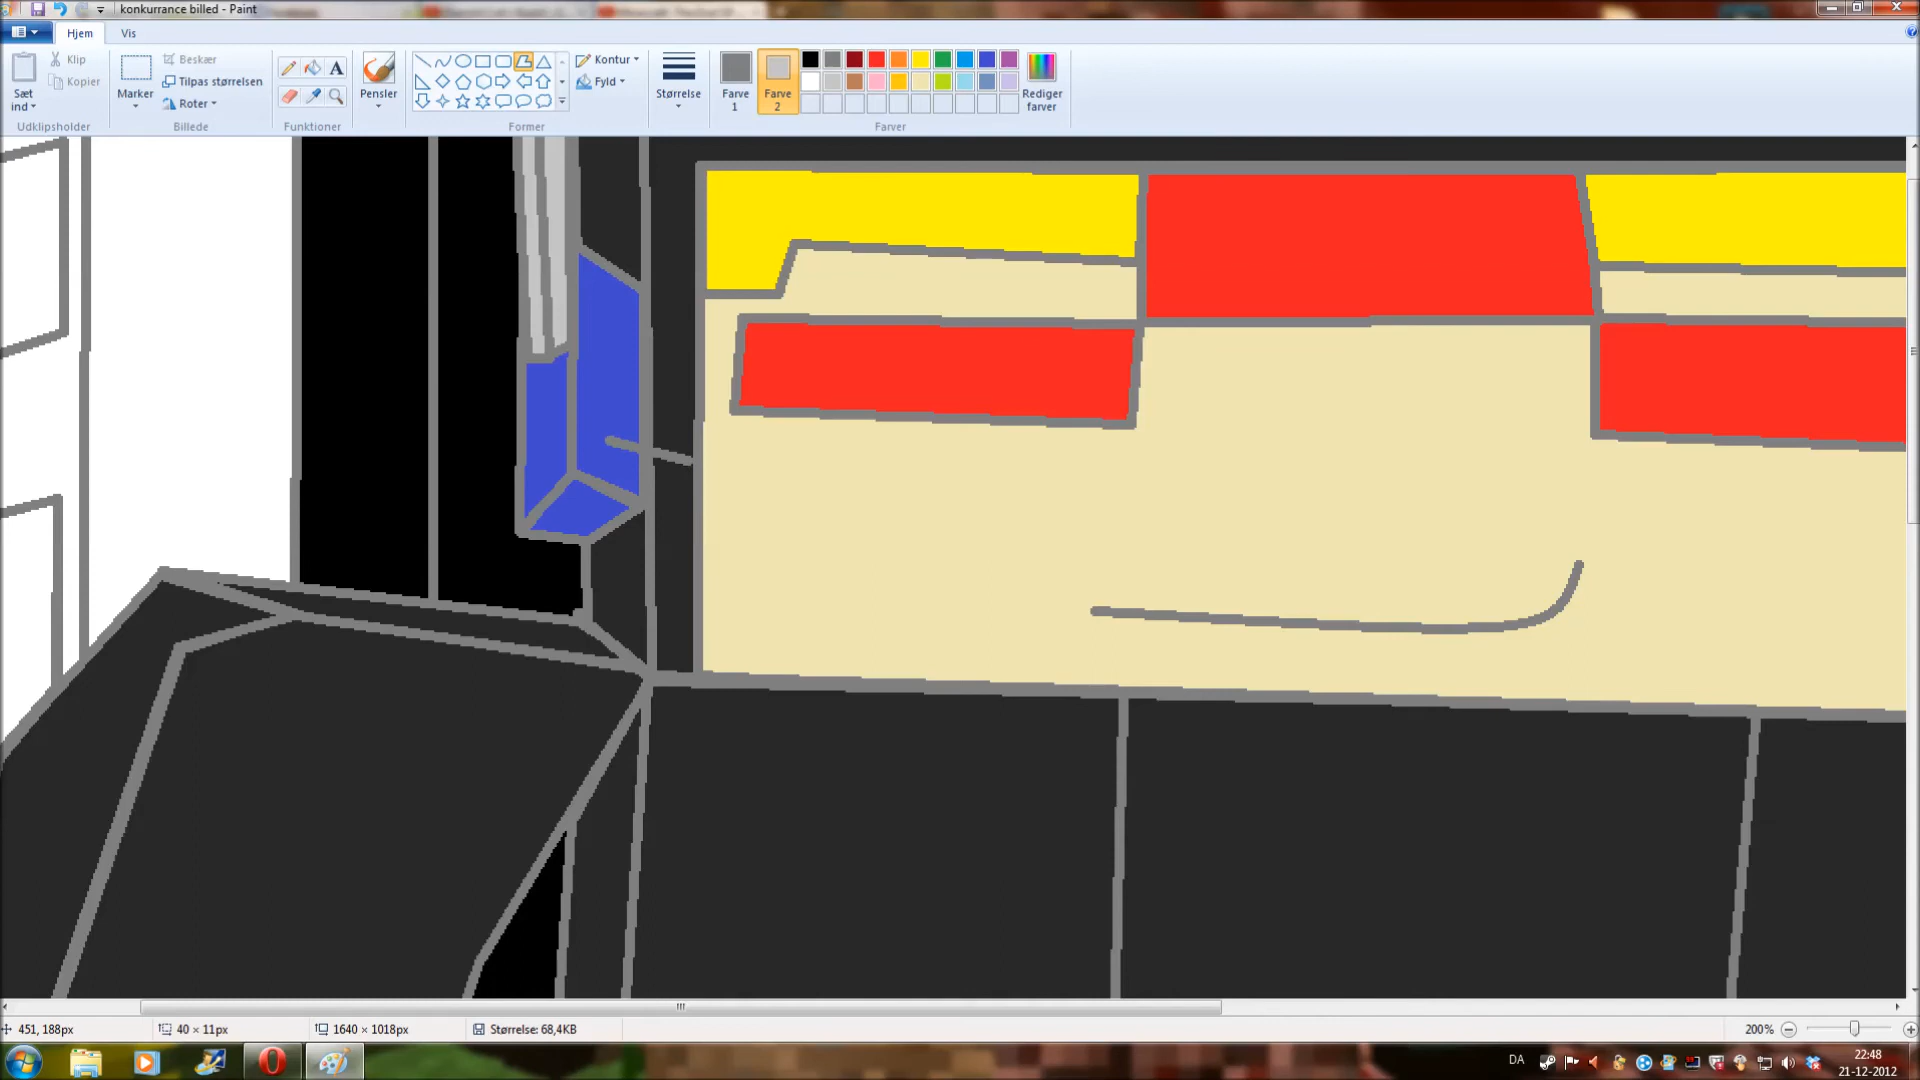 konkurrance billed - Paint
Hjem
Vis
Sæt ind
Klip
Kopier
Udklipsholder
Marker
Beskær
Tilpas størrelsen
Roter
Billede
A
Funktioner
Pensler
Kontur
Fyld
Former
Størrelse
Farve 1
Farve 2
Rediger farver
Farver
451, 188px
40 × 11px
1640 × 1018px
Størrelse: 68,4KB
200%
DA
22:48
21-12-2012